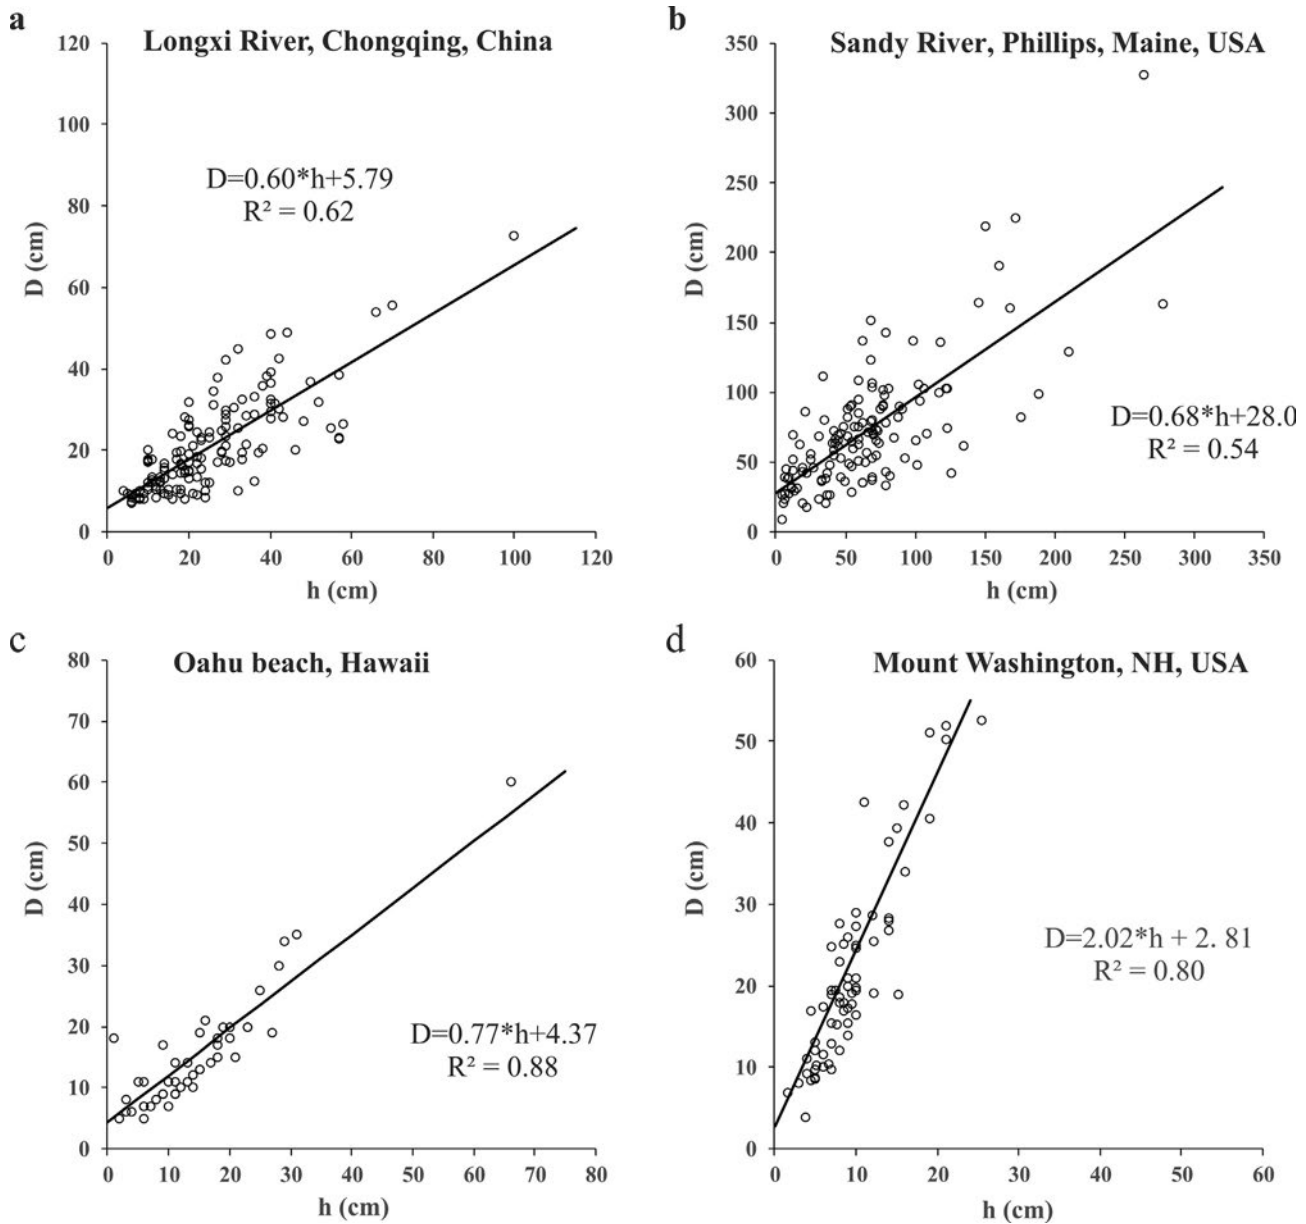 a
Longxi River, Chongqing, China
120
100
80
60
40
20
0
D (cm)
D=0.60*h+5.79
R² = 0.62
0 20 40 60 80 100 120
h (cm)
b
Sandy River, Phillips, Maine, USA
350
300
250
200
150
100
50
0
D (cm)
D=0.68*h+28.0
R² = 0.54
0 50 100 150 200 250 300 350
h (cm)
c
Oahu beach, Hawaii
80
70
60
50
40
30
20
10
0
D (cm)
D=0.77*h+4.37
R² = 0.88
0 10 20 30 40 50 60 70 80
h (cm)
d
Mount Washington, NH, USA
60
50
40
30
20
10
0
D (cm)
D=2.02*h + 2. 81
R² = 0.80
0 10 20 30 40 50 60
h (cm)